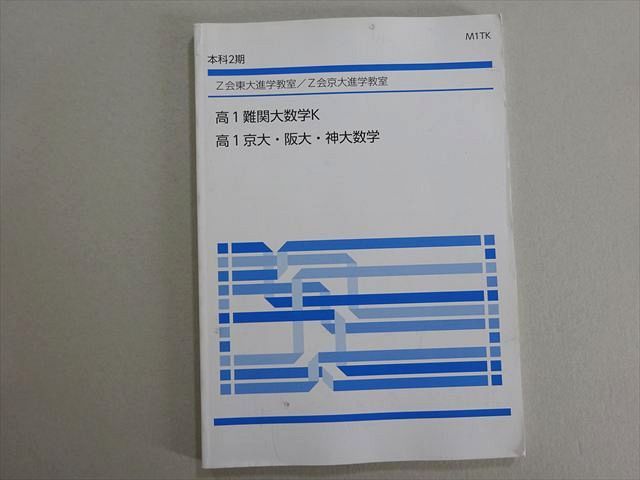 M1TK
本科2期
Z会東大進学教室/Z会京大進学教室
高1難関大数学K
高1京大・阪大・神大数学